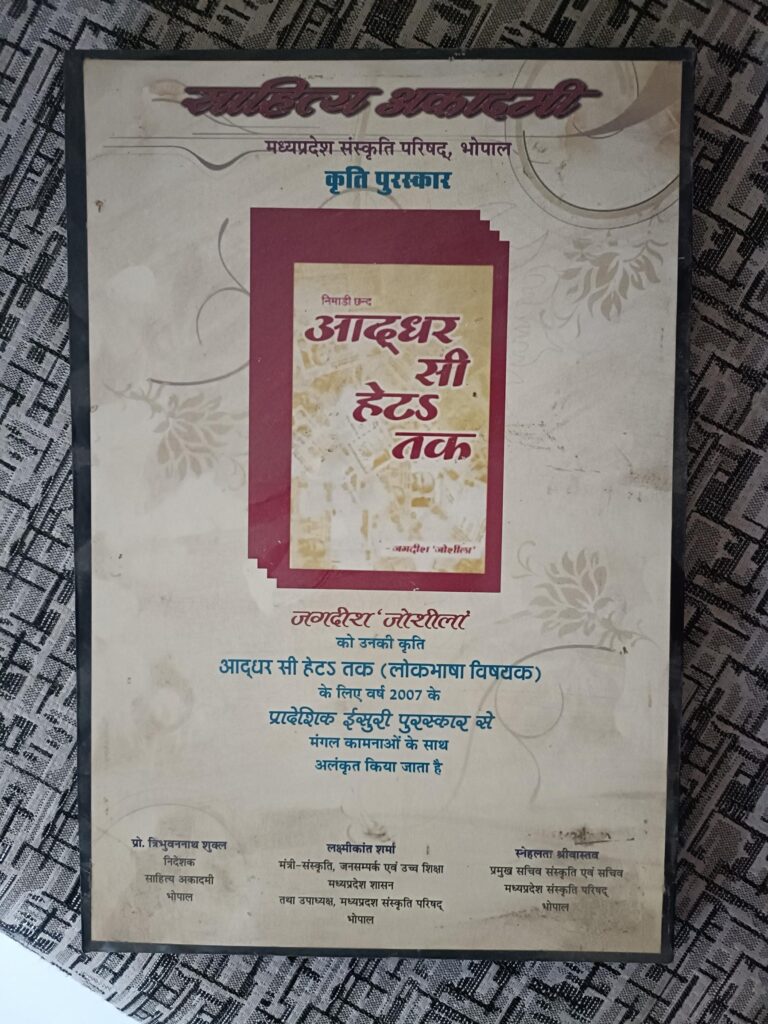 साहित्य अकादमी
मध्यप्रदेश संस्कृति परिषद्, भोपाल
कृति पुरस्कार
निमाडी छन्द
आद्धर
सी
हेटऽ
तक
- जगदीश 'जोशीला'
जगदीश 'जोशीला'
को उनकी कृति
आद्धर सी हेटऽ तक (लोकभाषा विषयक)
के लिए वर्ष 2007 के
प्रादेशिक ईसुरी पुरस्कार से
मंगल कामनाओं के साथ
अलंकृत किया जाता है
प्रो. त्रिभुवननाथ शुक्ल
निदेशक
साहित्य अकादमी
भोपाल
लक्ष्मीकांत शर्मा
मंत्री-संस्कृति, जनसम्पर्क एवं उच्च शिक्षा
मध्यप्रदेश शासन
तथा उपाध्यक्ष, मध्यप्रदश संस्कृति परिषद्
भोपाल
स्नेहलता श्रीवास्तव
प्रमुख सचिव संस्कृति एवं सचिव
मध्यप्रदेश संस्कृति परिषद्
भोपाल